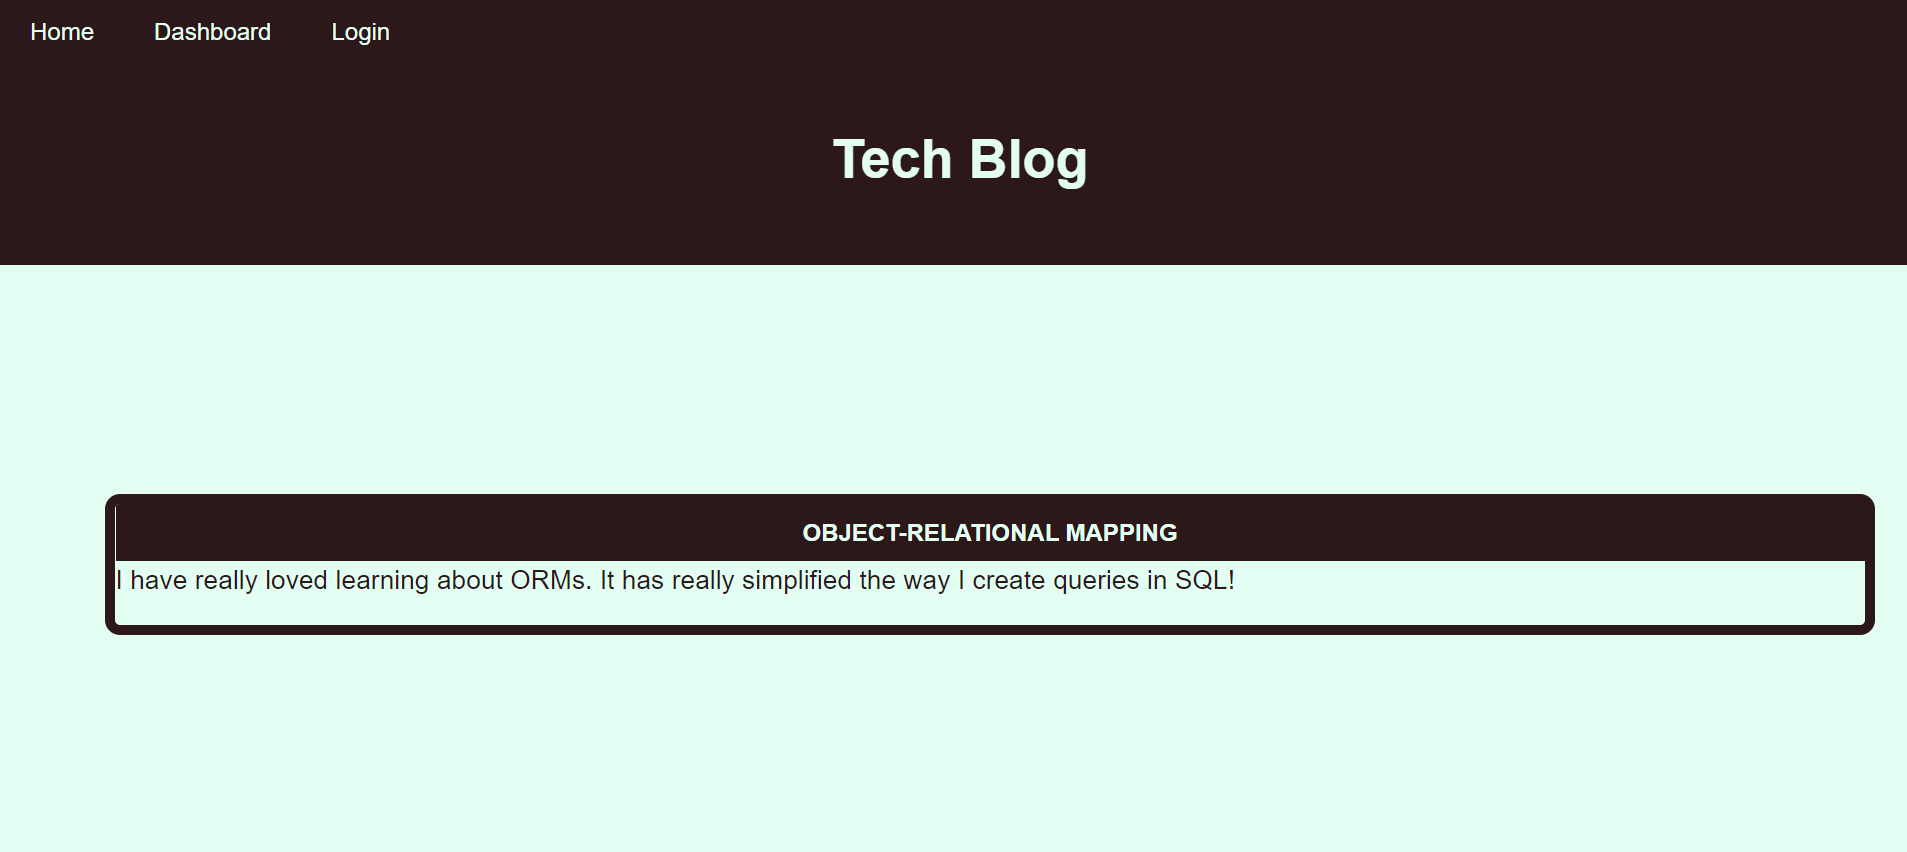 Home Dashboard Login
Tech Blog
OBJECT-RELATIONAL MAPPING
I have really loved learning about ORMs. It has really simplified the way I create queries in SQL!